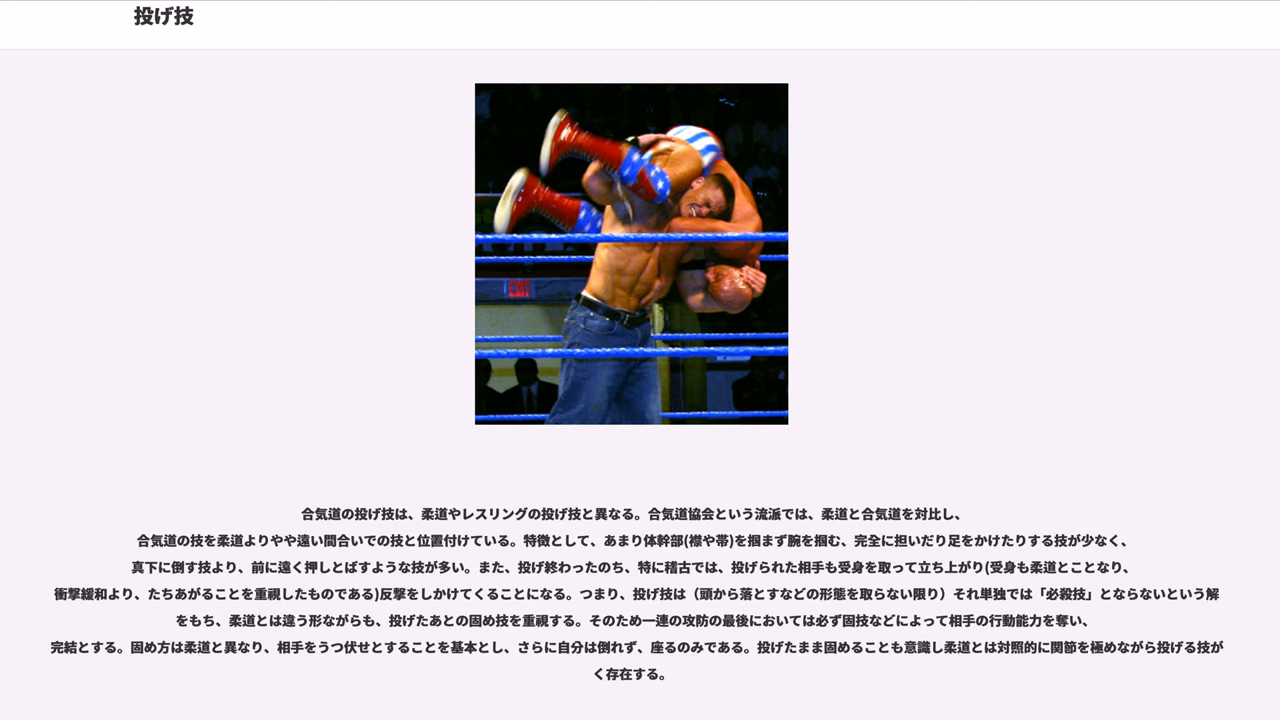 投げ技
EXIT
合気道の投げ技は、柔道やレスリングの投げ技と異なる。合気道協会という流派では、柔道と合気道を対比し、
合気道の技を柔道よりやや遠い間合いでの技と位置付けている。特徴として、あまり体幹部(襟や帯)を掴まず腕を掴む、完全に担いだり足をかけたりする技が少なく、
真下に倒す技より、前に遠く押しとばすような技が多い。また、投げ終わったのち、特に稽古では、投げられた相手も受身を取って立ち上がり(受身も柔道とことなり、
衝撃緩和より、たちあがることを重視したものである)反撃をしかけてくることになる。つまり、投げ技は（頭から落とすなどの形態を取らない限り）それ単独では「必殺技」とならないという解
をもち、柔道とは違う形ながらも、投げたあとの固め技を重視する。そのため一連の攻防の最後においては必ず固技などによって相手の行動能力を奪い、
完結とする。固め方は柔道と異なり、相手をうつ伏せとすることを基本とし、さらに自分は倒れず、座るのみである。投げたまま固めることも意識し柔道とは対照的に関節を極めながら投げる技が
く存在する。